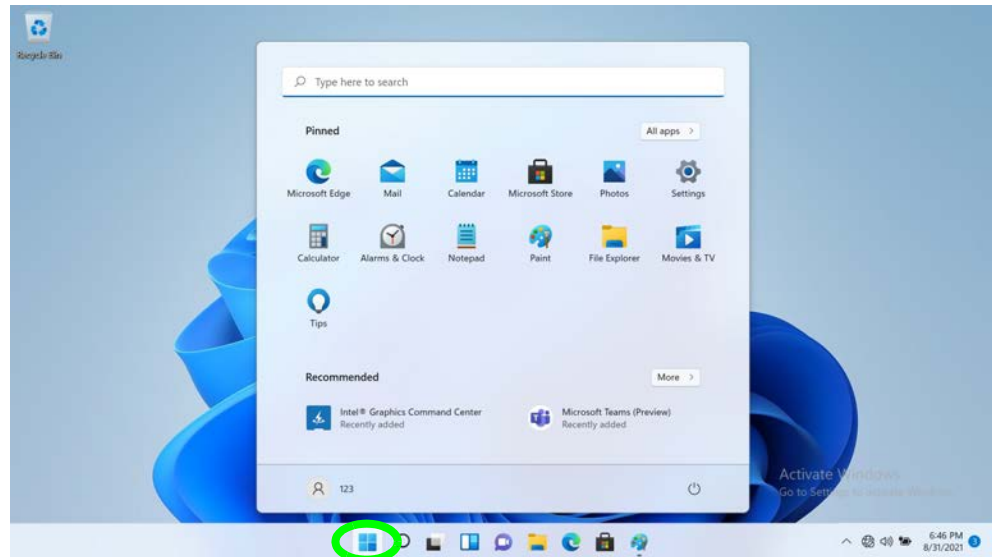 Recycle Bin
Type here to search
Pinned
All apps >
Microsoft Edge Mail Calendar Microsoft Store Photos Settings
Calculator Alarms & Clock Notepad Paint File Explorer Movies & TV
Tips
Recommended
More >
Intel® Graphics Command Center
Recently added
Microsoft Teams (Preview)
Recently added
123
Activate Windows
Go to Settings to activate Windows.
6:46 PM
8/31/2021
3